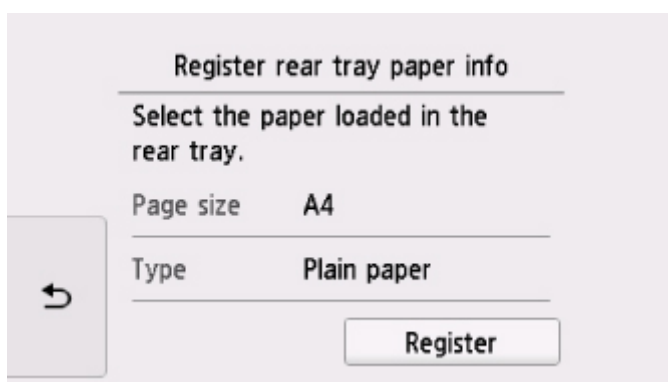 Register rear tray paper info
Select the paper loaded in the
rear tray.
Page size A4
Type Plain paper
Register